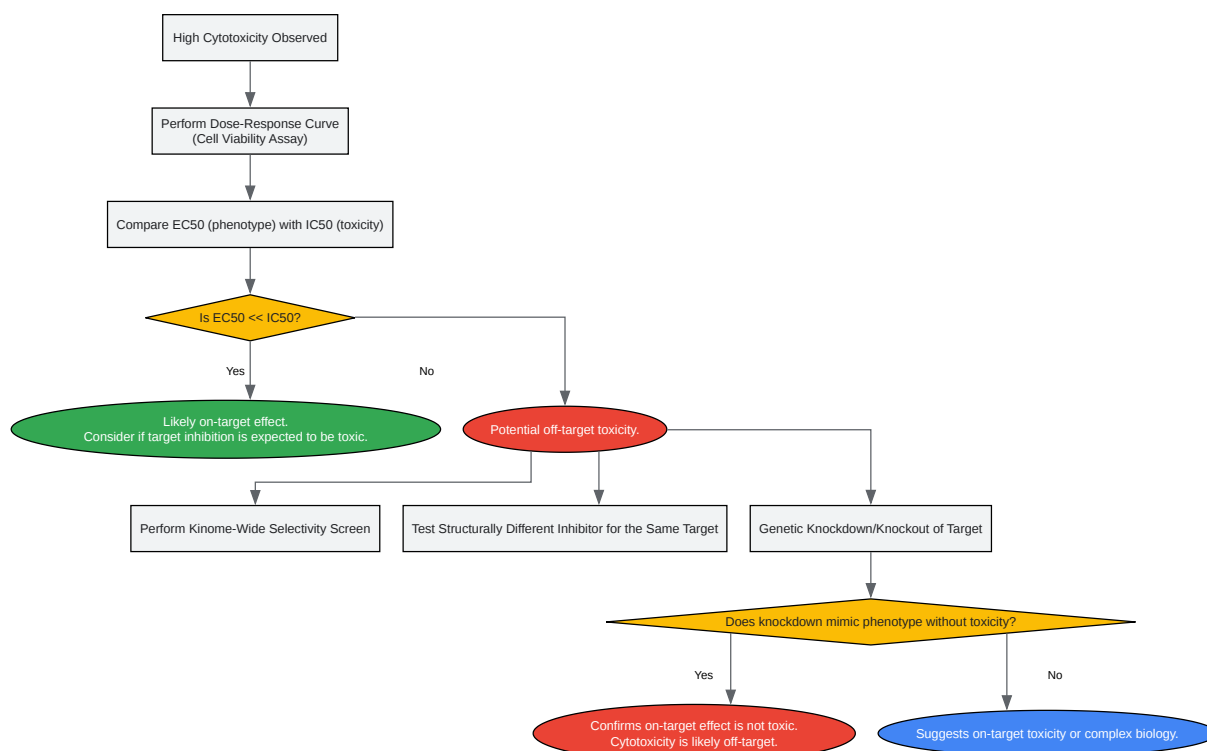 High Cytotoxicity Observed
Perform Dose-Response Curve
(Cell Viability Assay)
Compare EC50 (phenotype) with IC50 (toxicity)
Is EC50 << IC50?
Yes
No
Likely on-target effect.
Consider if target inhibition is expected to be toxic.
Potential off-target toxicity.
Perform Kinome-Wide Selectivity Screen
Test Structurally Different Inhibitor for the Same Target
Genetic Knockdown/Knockout of Target
Does knockdown mimic phenotype without toxicity?
Yes
No
Confirms on-target effect is not toxic.
Cytotoxicity is likely off-target.
Suggests on-target toxicity or complex biology.